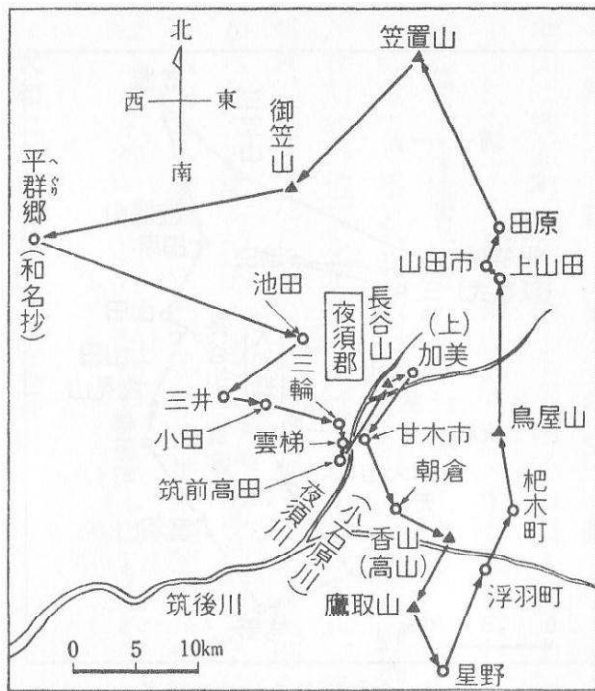 北
西
東
南
笠置山
御笠山
平群郷(和名抄)
へぐり
田原
山田市
上山田
池田
長谷山
夜須郡
(上)
加美
三輪
三井
小田
雲梯
甘木市
鳥屋山
筑前高田
朝倉
杷木町
夜須川
(小石原川)
香山
(高山)
筑後川
鷹取山
浮羽町
星野
0 5 10km